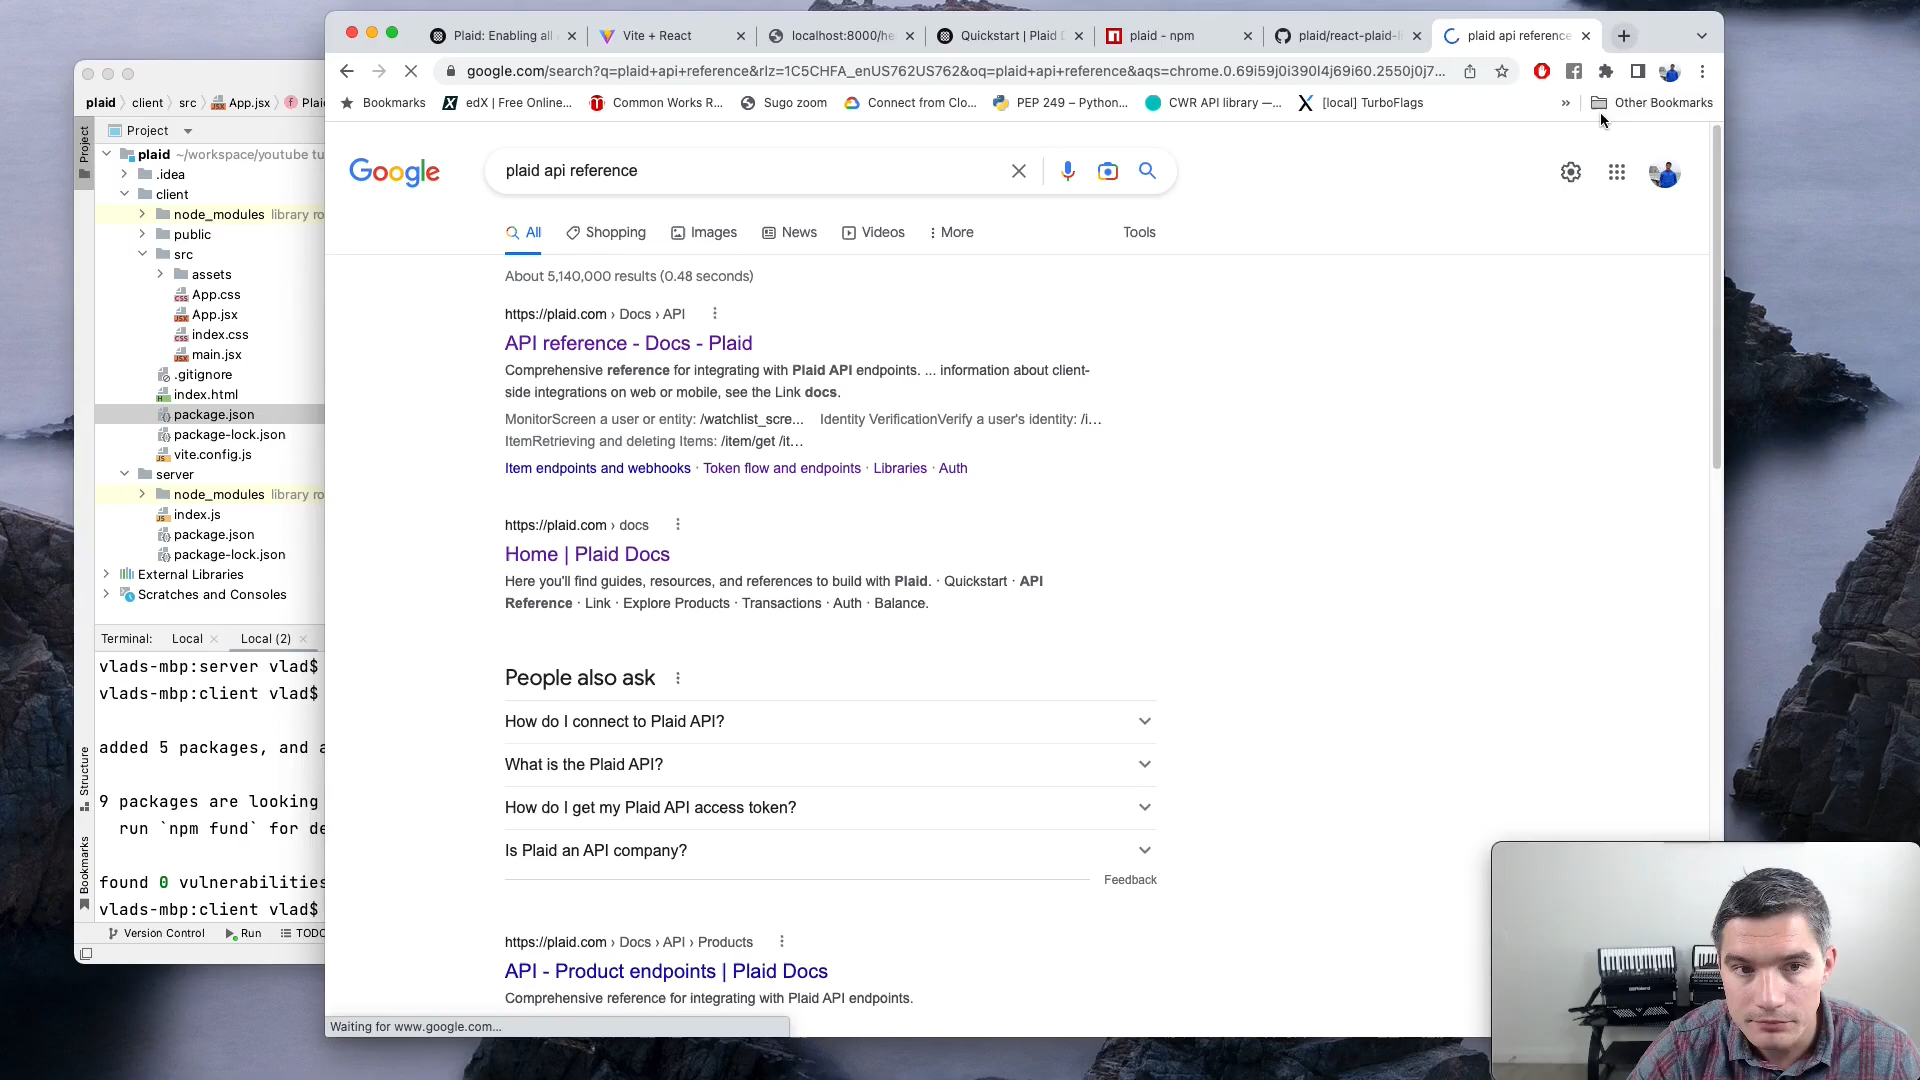 Plaid: Enabling all
Vite + React
localhost:8000/he
Quickstart | Plaid D
plaid - npm
plaid/react-plaid-li
plaid api reference
google.com/search?q=plaid+api+reference&rlz=1C5CHFA_enUS762US762&oq=plaid+api+reference&aqs=chrome.0.69i59j0i390l4j69i60.2550j0j7...
Bookmarks
edX | Free Online...
Common Works R...
Sugo zoom
Connect from Clo...
PEP 249 – Python...
CWR API library —...
[local] TurboFlags
»
Other Bookmarks
plaid
client
src
App.jsx
Project
plaid ~/workspace/youtube tu
.idea
client
node_modules library ro
public
src
assets
App.css
App.jsx
index.css
main.jsx
.gitignore
index.html
package.json
package-lock.json
vite.config.js
server
node_modules library ro
index.js
package.json
package-lock.json
External Libraries
Scratches and Consoles
Project
Structure
Bookmarks
Terminal: Local Local (2)
vlads-mbp:server vlad$
vlads-mbp:client vlad$
added 5 packages, and a
9 packages are looking
run `npm fund` for de
found 0 vulnerabilities
vlads-mbp:client vlad$
Version Control
Run
TODO
Google
plaid api reference
All
Shopping
Images
News
Videos
More
Tools
About 5,140,000 results (0.48 seconds)
https://plaid.com › Docs › API
API reference - Docs - Plaid
Comprehensive reference for integrating with Plaid API endpoints. ... information about client-
side integrations on web or mobile, see the Link docs.
MonitorScreen a user or entity: /watchlist_scre... Identity VerificationVerify a user's identity: /i...
ItemRetrieving and deleting Items: /item/get /it...
Item endpoints and webhooks · Token flow and endpoints · Libraries · Auth
https://plaid.com › docs
Home | Plaid Docs
Here you'll find guides, resources, and references to build with Plaid. · Quickstart · API
Reference · Link · Explore Products · Transactions · Auth · Balance.
People also ask
How do I connect to Plaid API?
What is the Plaid API?
How do I get my Plaid API access token?
Is Plaid an API company?
Feedback
https://plaid.com › Docs › API › Products
API - Product endpoints | Plaid Docs
Comprehensive reference for integrating with Plaid API endpoints.
Waiting for www.google.com...
Roland